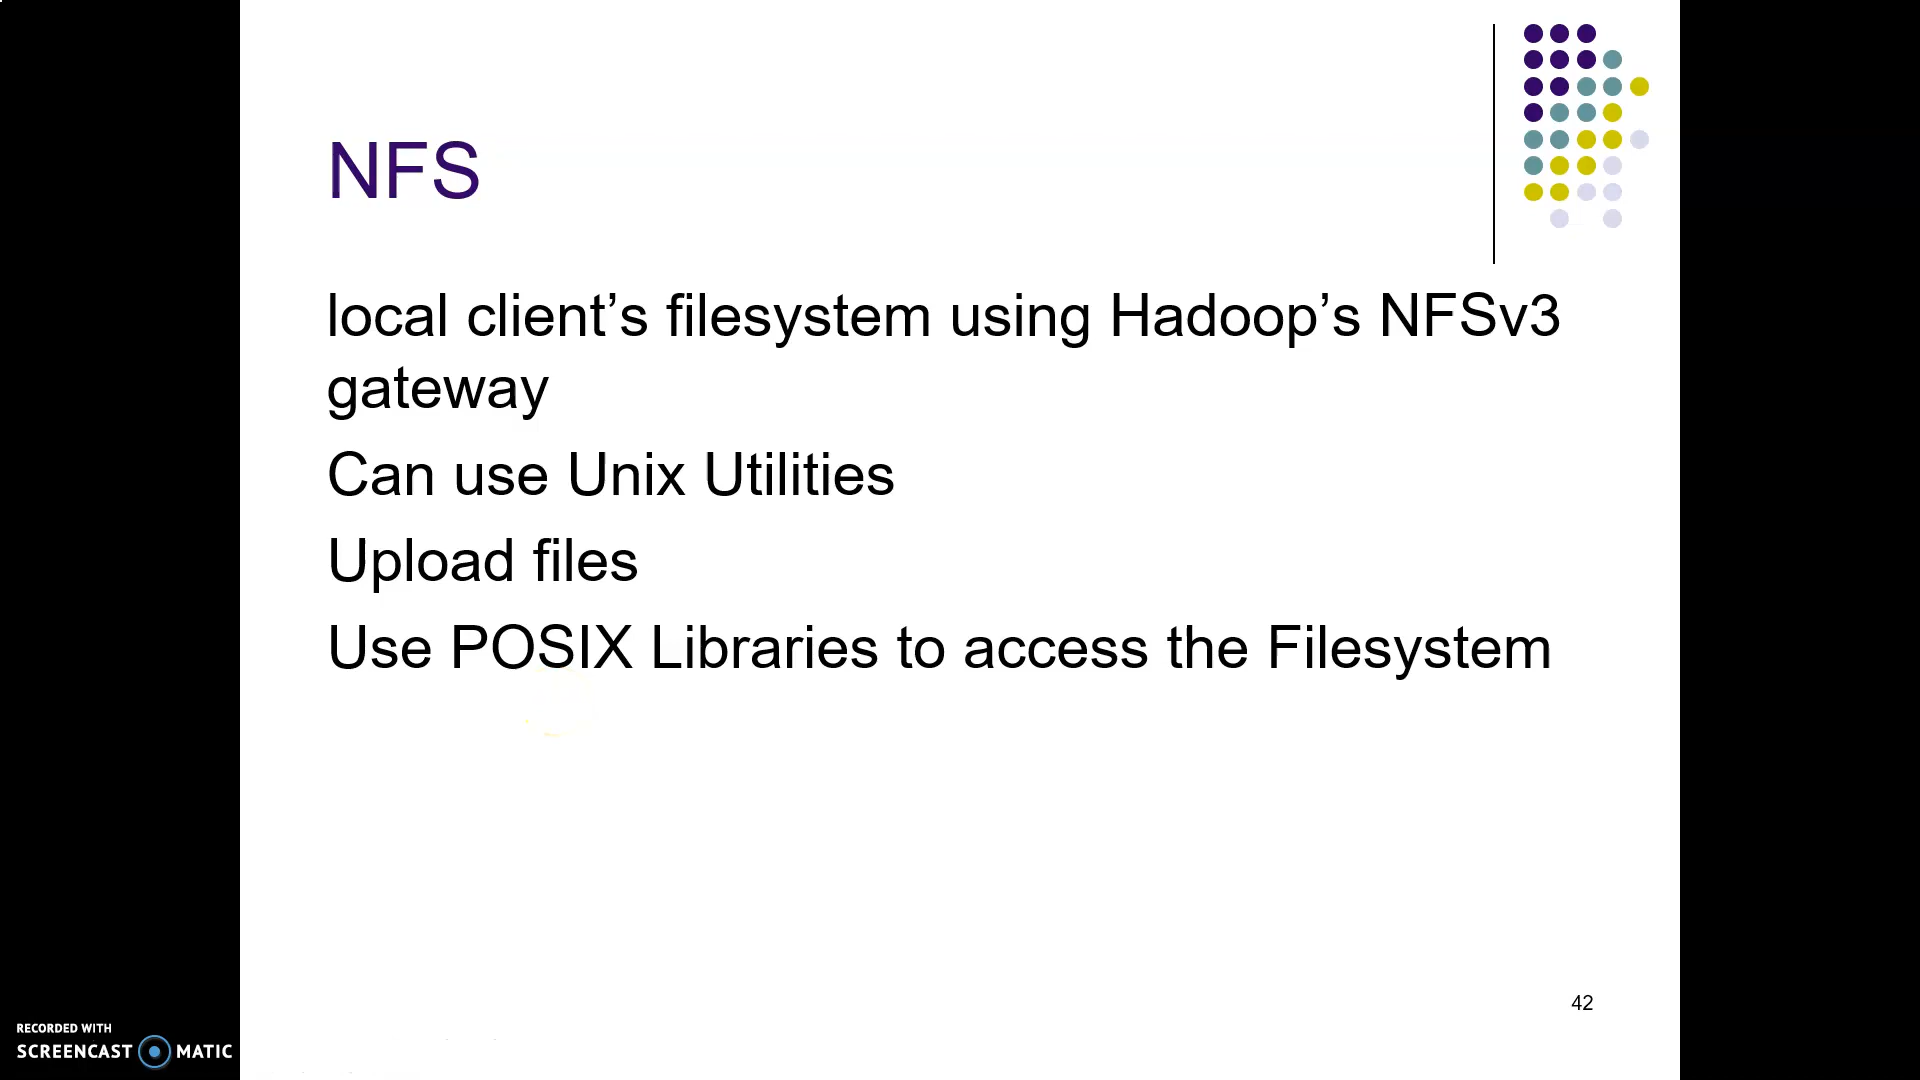 NFS
local client’s filesystem using Hadoop’s NFSv3
gateway
Can use Unix Utilities
Upload files
Use POSIX Libraries to access the Filesystem
42
RECORDED WITH
SCREENCAST MATIC